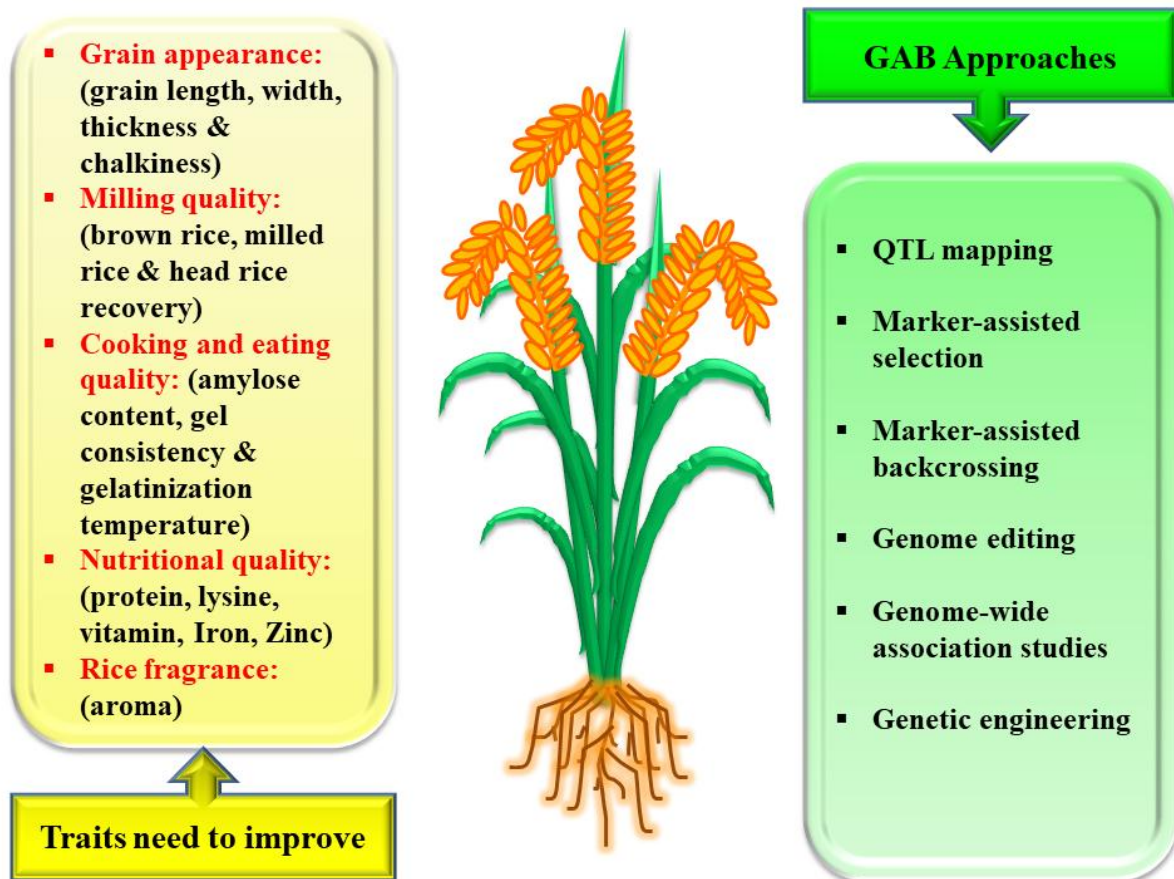 ▪ Grain appearance:
(grain length, width,
thickness &
chalkiness)
▪ Milling quality:
(brown rice, milled
rice & head rice
recovery)
▪ Cooking and eating
quality: (amylose
content, gel
consistency &
gelatinization
temperature)
▪ Nutritional quality:
(protein, lysine,
vitamin, Iron, Zinc)
▪ Rice fragrance:
(aroma)
Traits need to improve
GAB Approaches
▪ QTL mapping
▪ Marker-assisted
selection
▪ Marker-assisted
backcrossing
▪ Genome editing
▪ Genome-wide
association studies
▪ Genetic engineering